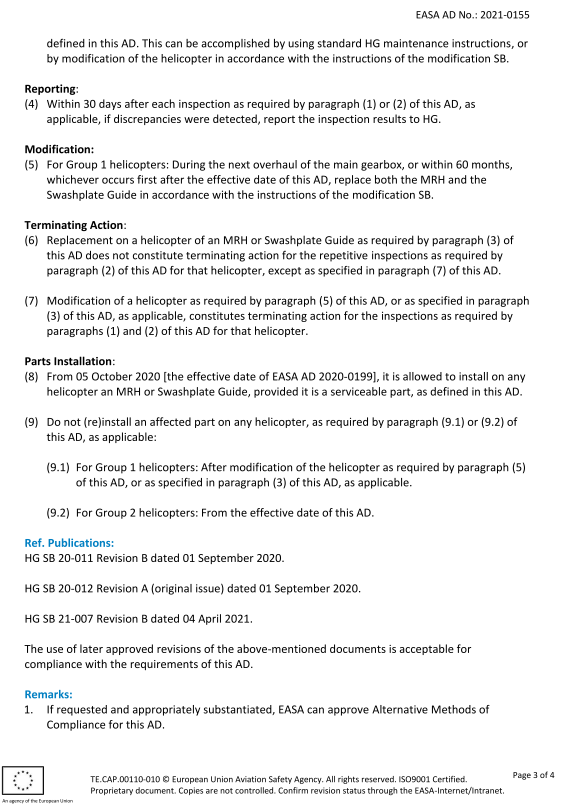 EASA AD No.: 2021-0155
defined in this AD. This can be accomplished by using standard HG maintenance instructions, or
by modification of the helicopter in accordance with the instructions of the modification SB.
Reporting:
(4) Within 30 days after each inspection as required by paragraph (1) or (2) of this AD, as
applicable, if discrepancies were detected, report the inspection results to HG.
Modification:
(5) For Group 1 helicopters: During the next overhaul of the main gearbox, or within 60 months,
whichever occurs first after the effective date of this AD, replace both the MRH and the
Swashplate Guide in accordance with the instructions of the modification SB.
Terminating Action:
(6) Replacement on a helicopter of an MRH or Swashplate Guide as required by paragraph (3) of
this AD does not constitute terminating action for the repetitive inspections as required by
paragraph (2) of this AD for that helicopter, except as specified in paragraph (7) of this AD.
(7) Modification of a helicopter as required by paragraph (5) of this AD, or as specified in paragraph
(3) of this AD, as applicable, constitutes terminating action for the inspections as required by
paragraphs (1) and (2) of this AD for that helicopter.
Parts Installation:
(8) From 05 October 2020 [the effective date of EASA AD 2020-0199], it is allowed to install on any
helicopter an MRH or Swashplate Guide, provided it is a serviceable part, as defined in this AD.
(9) Do not (re)install an affected part on any helicopter, as required by paragraph (9.1) or (9.2) of
this AD, as applicable:
(9.1) For Group 1 helicopters: After modification of the helicopter as required by paragraph (5)
of this AD, or as specified in paragraph (3) of this AD, as applicable.
(9.2) For Group 2 helicopters: From the effective date of this AD.
Ref. Publications:
HG SB 20-011 Revision B dated 01 September 2020.
HG SB 20-012 Revision A (original issue) dated 01 September 2020.
HG SB 21-007 Revision B dated 04 April 2021.
The use of later approved revisions of the above-mentioned documents is acceptable for
compliance with the requirements of this AD.
Remarks:
1. If requested and appropriately substantiated, EASA can approve Alternative Methods of
Compliance for this AD.
TE.CAP.00110-010 © European Union Aviation Safety Agency. All rights reserved. ISO9001 Certified.
Proprietary document. Copies are not controlled. Confirm revision status through the EASA-Internet/Intranet.
Page 3 of 4
An agency of the European Union